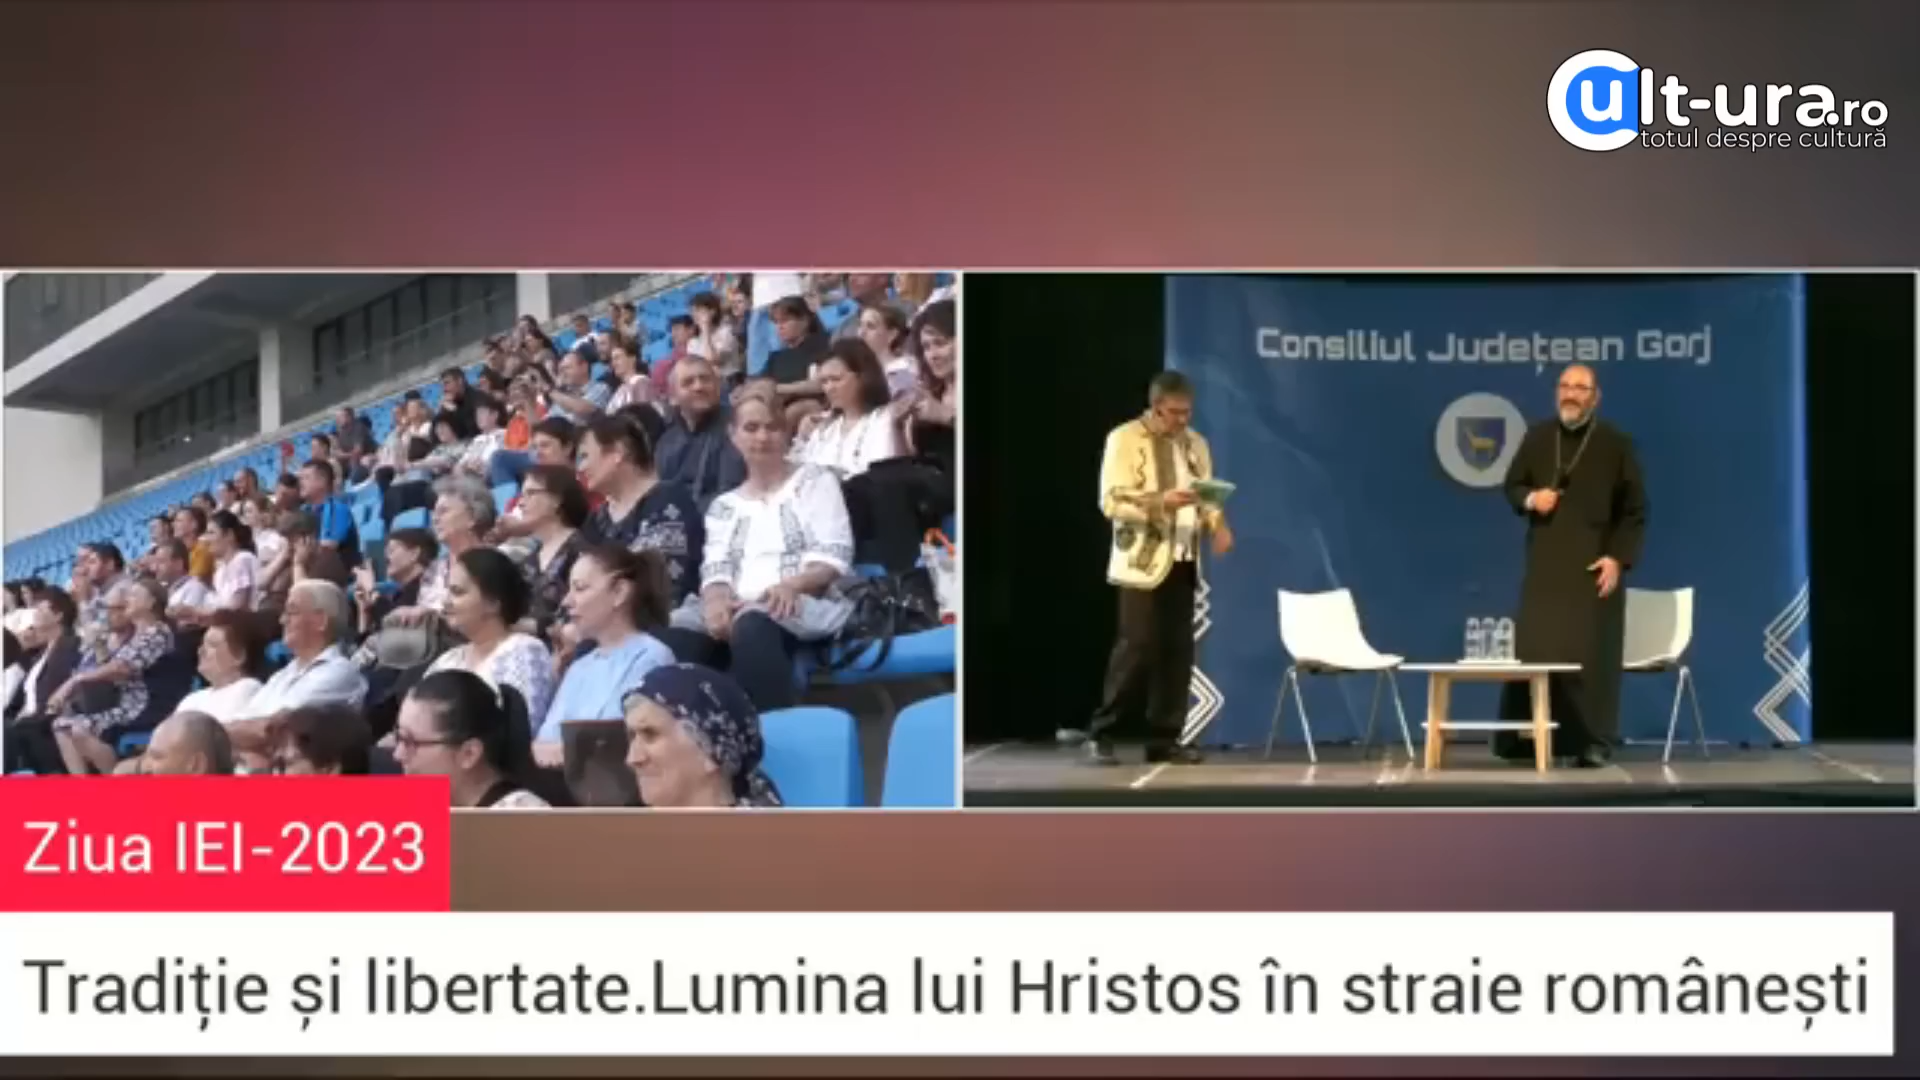 Cult-ura.ro
totul despre cultură
Consiliul Județean Gorj
Ziua IEI-2023
Tradiție și libertate.Lumina lui Hristos în straie românești